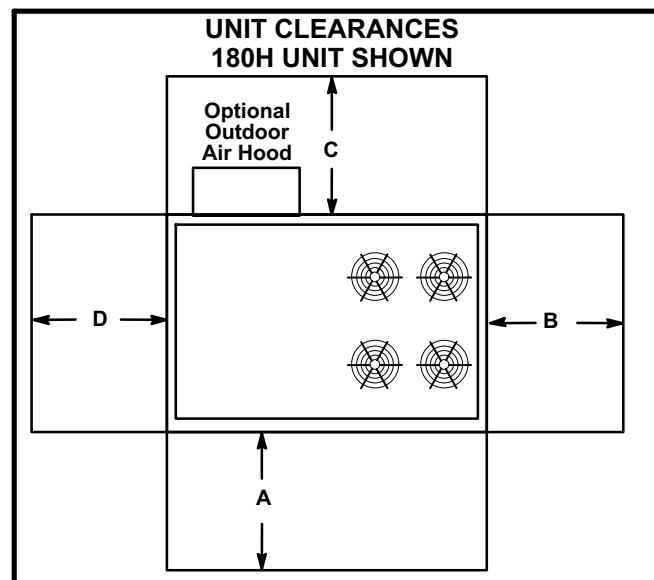 UNIT CLEARANCES
180H UNIT SHOWN
Optional
Outdoor
Air Hood
C
D
B
A